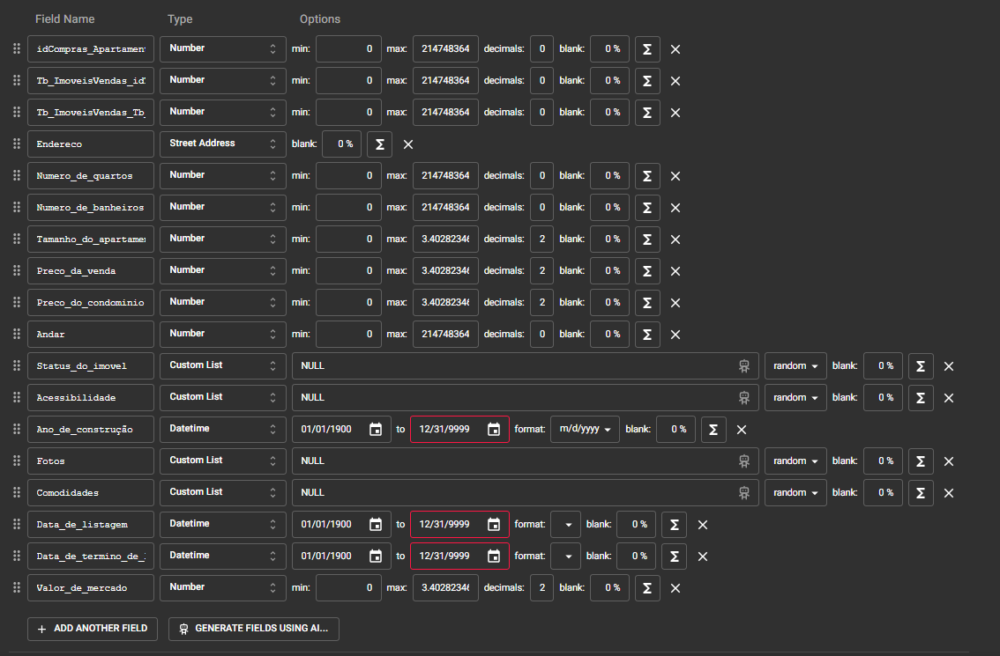 Field Name Type Options
idCompras_Apartamen Number min: 0 max: 214748364 decimals: 0 blank: 0 % Σ
Tb_ImoveisVendas_id Number min: 0 max: 214748364 decimals: 0 blank: 0 % Σ
Tb_ImoveisVendas_Tb_ Number min: 0 max: 214748364 decimals: 0 blank: 0 % Σ
Endereco Street Address blank: 0 % Σ
Numero_de_quartos Number min: 0 max: 214748364 decimals: 0 blank: 0 % Σ
Numero_de_banheiros Number min: 0 max: 214748364 decimals: 0 blank: 0 % Σ
Tamanho_do_apartame Number min: 0 max: 3.40282346 decimals: 2 blank: 0 % Σ
Preco_da_venda Number min: 0 max: 3.40282346 decimals: 2 blank: 0 % Σ
Preco_do_condominio Number min: 0 max: 3.40282346 decimals: 2 blank: 0 % Σ
Andar Number min: 0 max: 214748364 decimals: 0 blank: 0 % Σ
Status_do_imovel Custom List NULL random blank: 0 % Σ
Acessibilidade Custom List NULL random blank: 0 % Σ
Ano_de_construção Datetime 01/01/1900 to 12/31/9999 format: m/d/yyyy blank: 0 % Σ
Fotos Custom List NULL random blank: 0 % Σ
Comodidades Custom List NULL random blank: 0 % Σ
Data_de_listagem Datetime 01/01/1900 to 12/31/9999 format: blank: 0 % Σ
Data_de_termino_de_ Datetime 01/01/1900 to 12/31/9999 format: blank: 0 % Σ
Valor_de_mercado Number min: 0 max: 3.40282346 decimals: 2 blank: 0 % Σ
+ ADD ANOTHER FIELD GENERATE FIELDS USING AI...